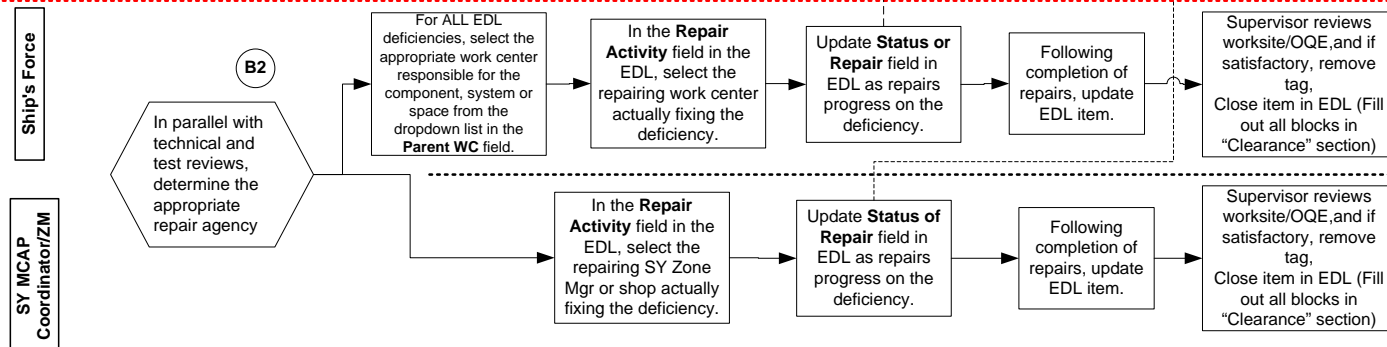 Ship's Force
B2
In parallel with
technical and
test reviews,
determine the
appropriate
repair agency
For ALL EDL
deficiencies, select the
appropriate work center
responsible for the
component, system or
space from the
dropdown list in the
Parent WC field.
In the Repair
Activity field in the
EDL, select the
repairing work center
actually fixing the
deficiency.
Update Status or
Repair field in
EDL as repairs
progress on the
deficiency.
Following
completion of
repairs, update
EDL item.
Supervisor reviews
worksite/OQE,and if
satisfactory, remove
tag,
Close item in EDL (Fill
out all blocks in
“Clearance” section)
SY MCAP
Coordinator/ZM
In the Repair
Activity field in the
EDL, select the
repairing SY Zone
Mgr or shop actually
fixing the deficiency.
Update Status of
Repair field in
EDL as repairs
progress on the
deficiency.
Following
completion of
repairs, update
EDL item.
Supervisor reviews
worksite/OQE,and if
satisfactory, remove
tag,
Close item in EDL (Fill
out all blocks in
“Clearance” section)